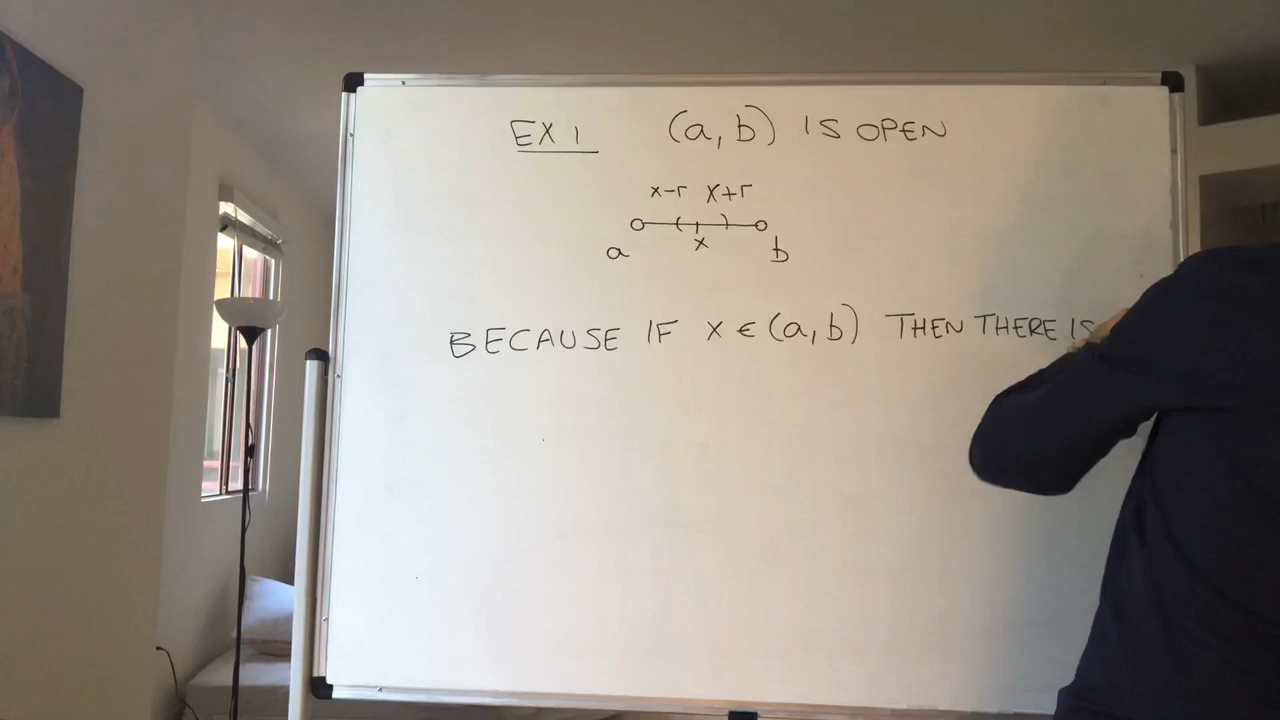 EX 1 (a, b) IS OPEN
x-r x+r
a x b
BECAUSE IF x ∈ (a, b) THEN THERE IS